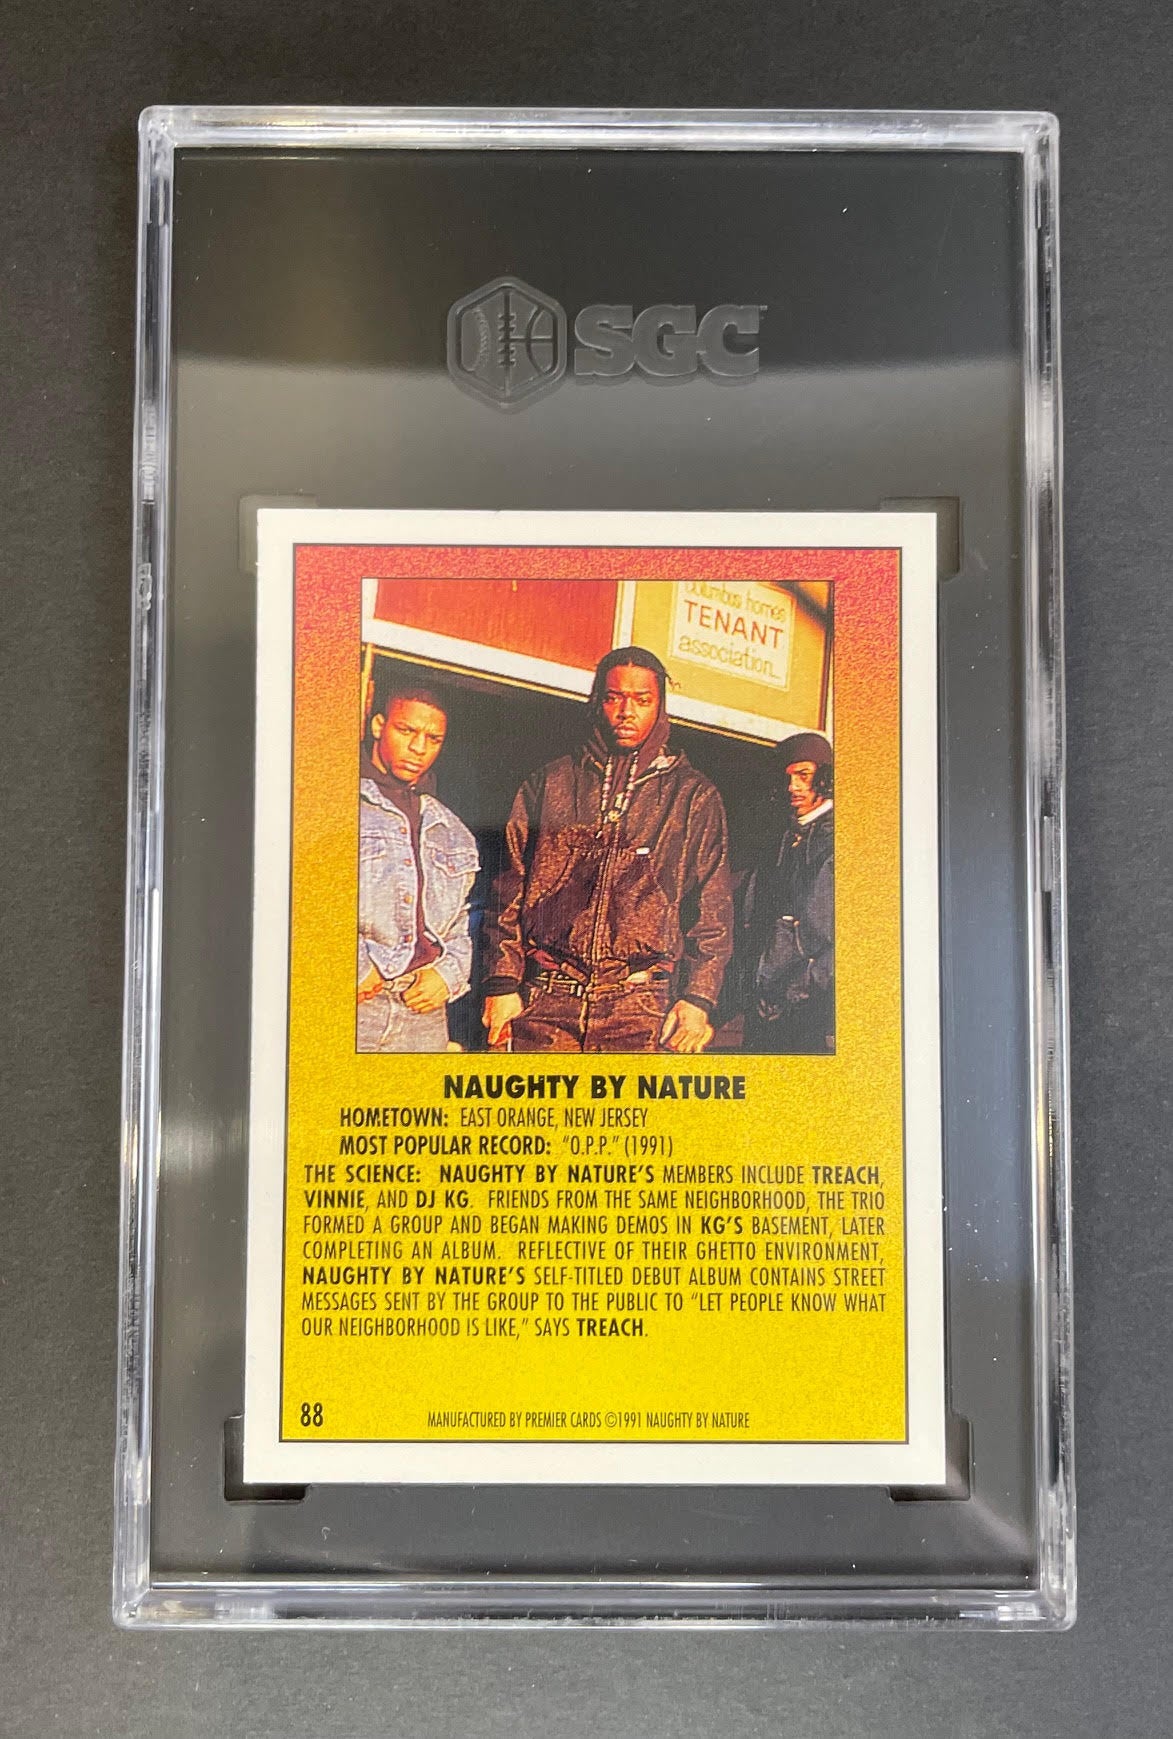 SGC
Columbus homes
TENANT
association
NAUGHTY BY NATURE
HOMETOWN: EAST ORANGE, NEW JERSEY
MOST POPULAR RECORD: "O.P.P." (1991)
THE SCIENCE: NAUGHTY BY NATURE'S MEMBERS INCLUDE TREACH,
VINNIE, AND DJ KG. FRIENDS FROM THE SAME NEIGHBORHOOD, THE TRIO
FORMED A GROUP AND BEGAN MAKING DEMOS IN KG'S BASEMENT, LATER
COMPLETING AN ALBUM. REFLECTIVE OF THEIR GHETTO ENVIRONMENT,
NAUGHTY BY NATURE'S SELF-TITLED DEBUT ALBUM CONTAINS STREET
MESSAGES SENT BY THE GROUP TO THE PUBLIC TO "LET PEOPLE KNOW WHAT
OUR NEIGHBORHOOD IS LIKE," SAYS TREACH.
88
MANUFACTURED BY PREMIER CARDS ©1991 NAUGHTY BY NATURE